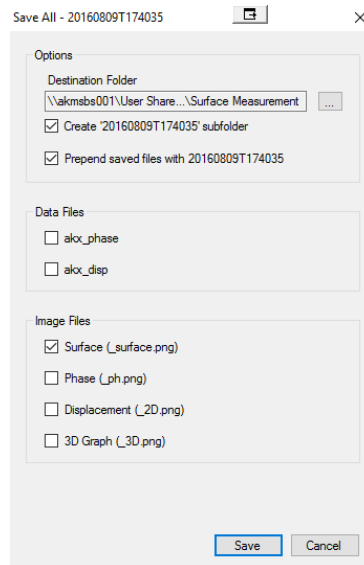 Save All - 20160809T174035
Options
Destination Folder
\\akmsbs001\User Share...\Surface Measurement
...
Create '20160809T174035' subfolder
Prepend saved files with 20160809T174035
Data Files
akx_phase
akx_disp
Image Files
Surface (_surface.png)
Phase (_ph.png)
Displacement (_2D.png)
3D Graph (_3D.png)
Save
Cancel